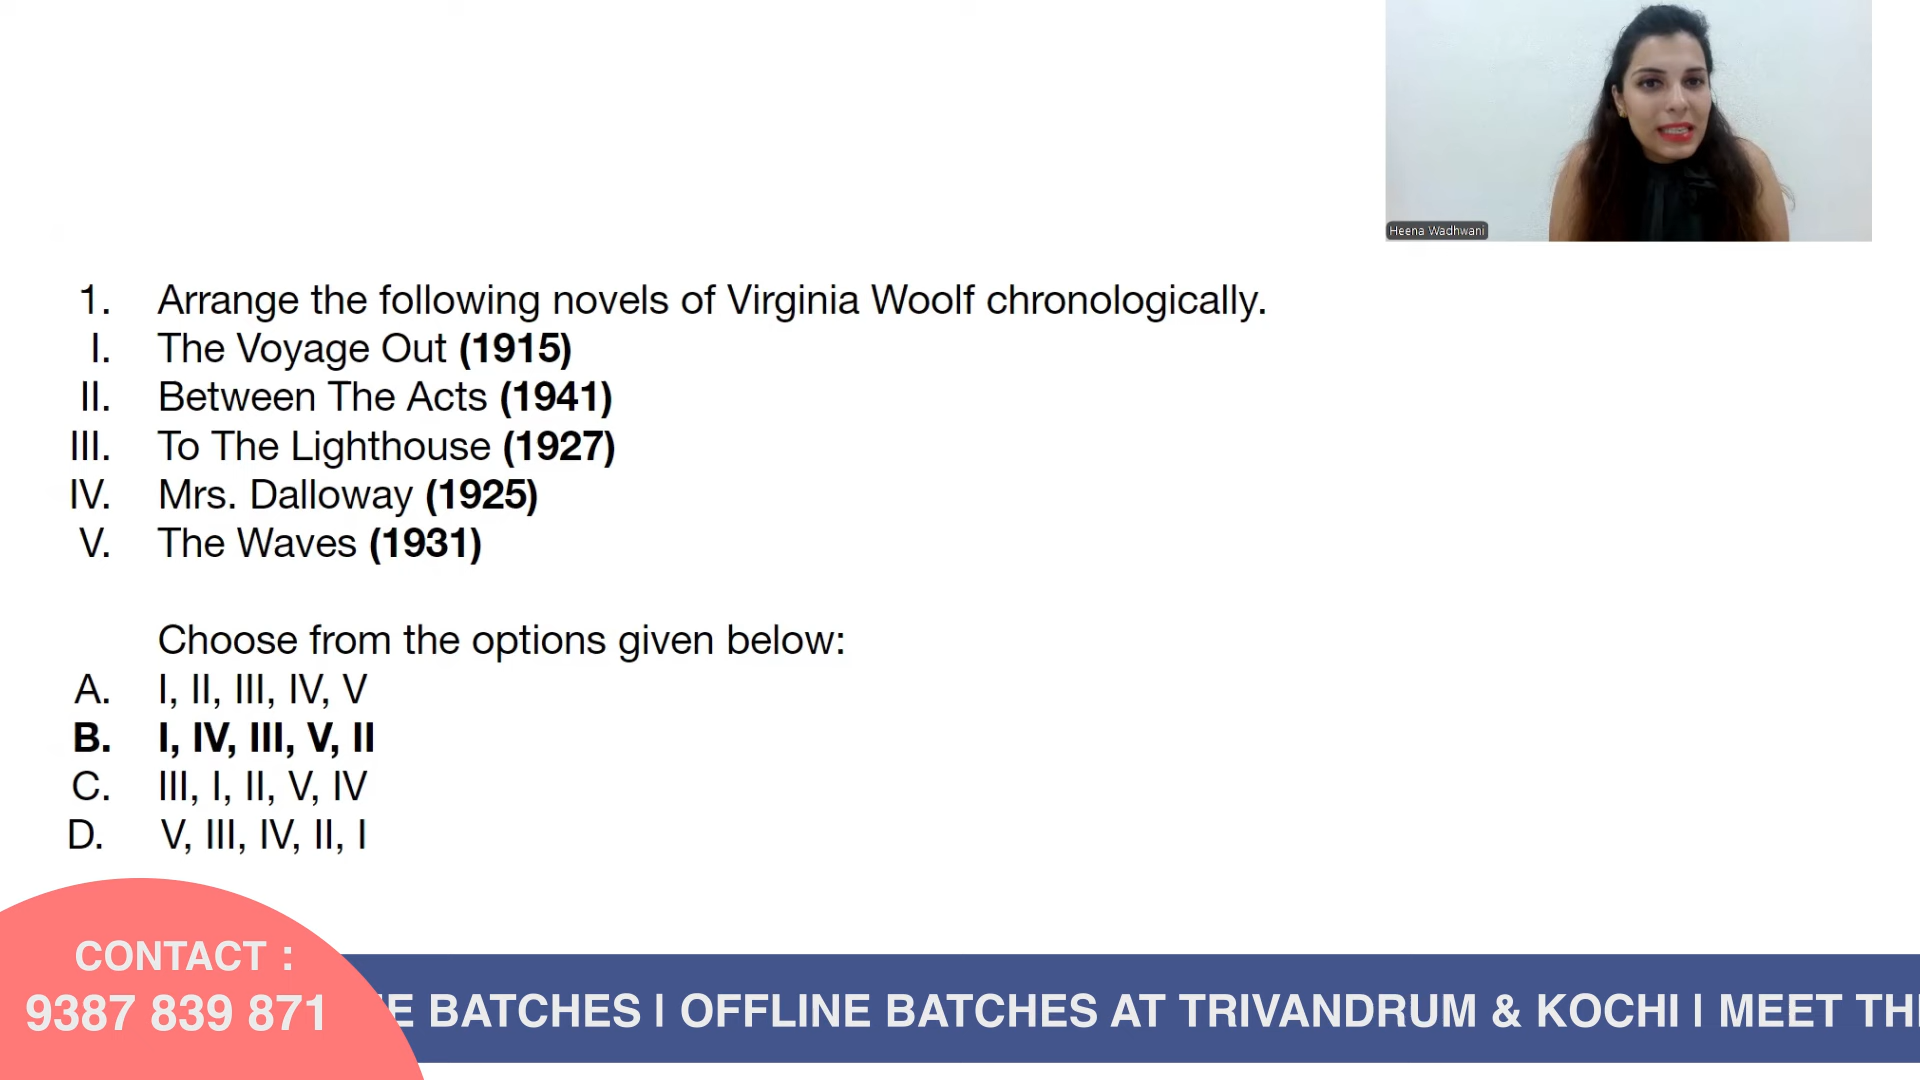 Heena Wadhwani
1. Arrange the following novels of Virginia Woolf chronologically.
I. The Voyage Out (1915)
II. Between The Acts (1941)
III. To The Lighthouse (1927)
IV. Mrs. Dalloway (1925)
V. The Waves (1931)
Choose from the options given below:
A. I, II, III, IV, V
B. I, IV, III, V, II
C. III, I, II, V, IV
D. V, III, IV, II, I
CONTACT :
9387 839 871
E BATCHES | OFFLINE BATCHES AT TRIVANDRUM & KOCHI | MEET